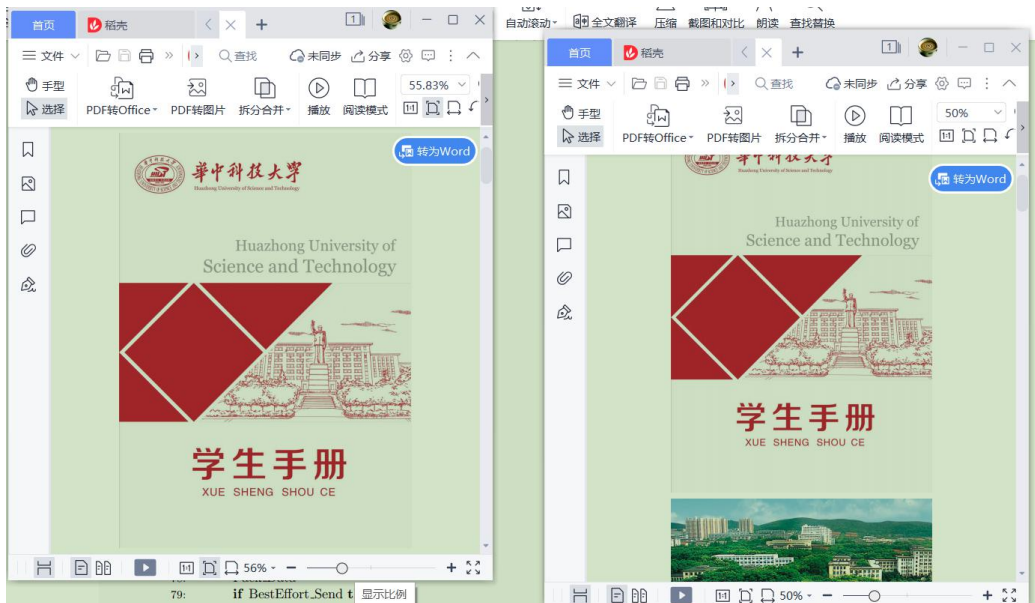 首页 稻壳 1
文件 查找 未同步 分享
手型
选择 PDF转Office PDF转图片 拆分合并 播放 阅读模式 55.83%
转为Word
華中科技大学
Huazhong University of Science and Technology
Huazhong University of
Science and Technology
学生手册
XUE SHENG SHOU CE
56%
79: if BestEffort_Send t
显示比例
自动滚动 全文翻译 压缩 截图和对比 朗读 查找替换
首页 稻壳 1
文件 查找 未同步 分享
手型
选择 PDF转Office PDF转图片 拆分合并 播放 阅读模式 50%
转为Word
Huazhong University of Science and Technology
Huazhong University of
Science and Technology
学生手册
XUE SHENG SHOU CE
50%